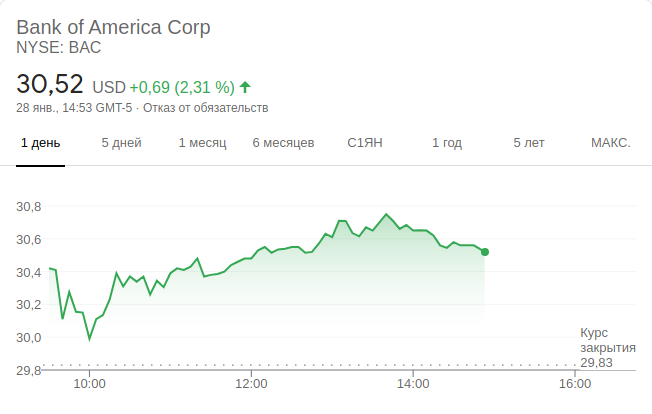 Bank of America Corp
NYSE: BAC
30,52 USD +0,69 (2,31 %)
28 янв., 14:53 GMT-5 · Отказ от обязательств
1 день 5 дней 1 месяц 6 месяцев С1ЯН 1 год 5 лет МАКС.
30,8
30,6
30,4
30,2
30,0
29,8
Курс
закрытия
29,83
10:00 12:00 14:00 16:00